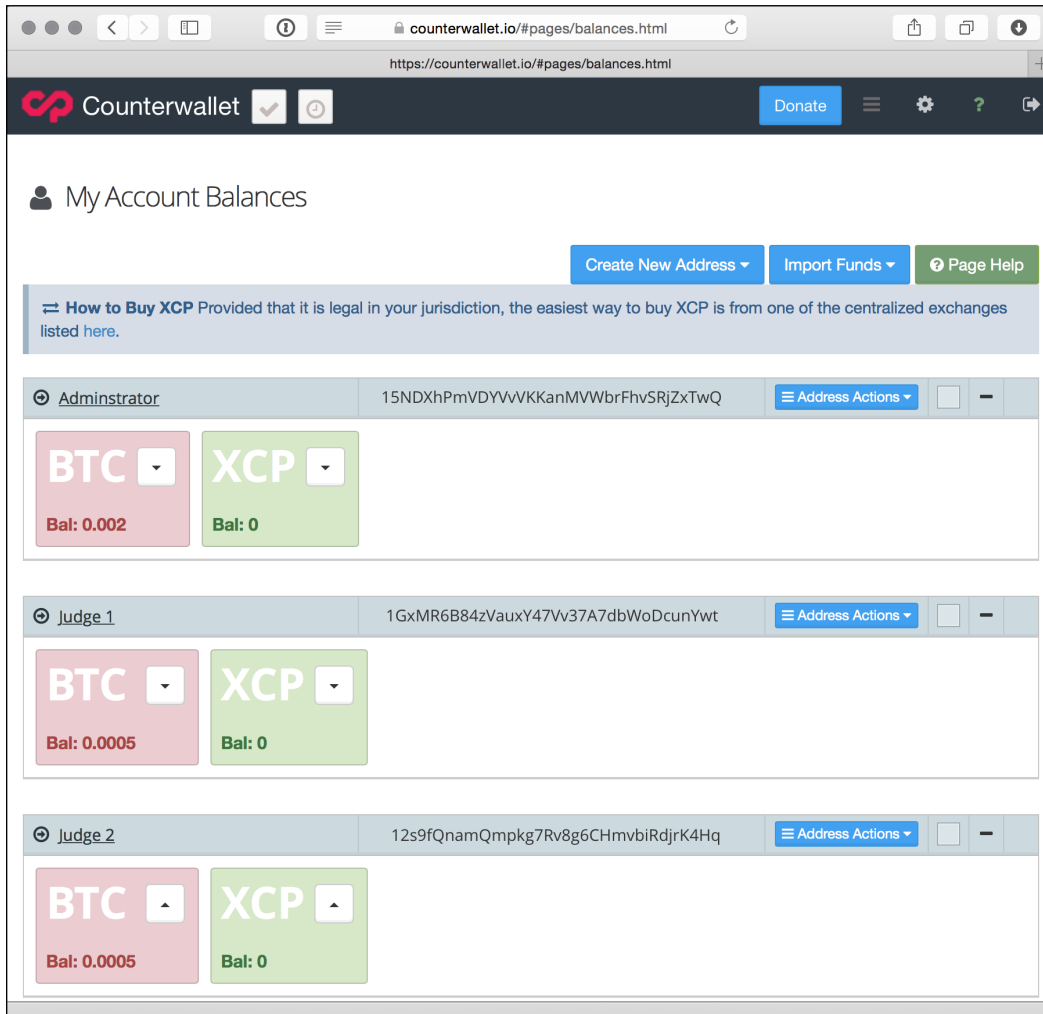 counterwallet.io/#pages/balances.html
https://counterwallet.io/#pages/balances.html
Counterwallet
Donate
?
My Account Balances
Create New Address
Import Funds
Page Help
How to Buy XCP Provided that it is legal in your jurisdiction, the easiest way to buy XCP is from one of the centralized exchanges
listed here.
Adminstrator 15NDXhPmVDYVvVKKanMVWbrFhvSRjZxTwQ Address Actions
BTC XCP
Bal: 0.002 Bal: 0
Judge 1 1GxMR6B84zVauxY47Vv37A7dbWoDcunYwt Address Actions
BTC XCP
Bal: 0.0005 Bal: 0
Judge 2 12s9fQnamQmpkg7Rv8g6CHmvbiRdjrK4Hq Address Actions
BTC XCP
Bal: 0.0005 Bal: 0